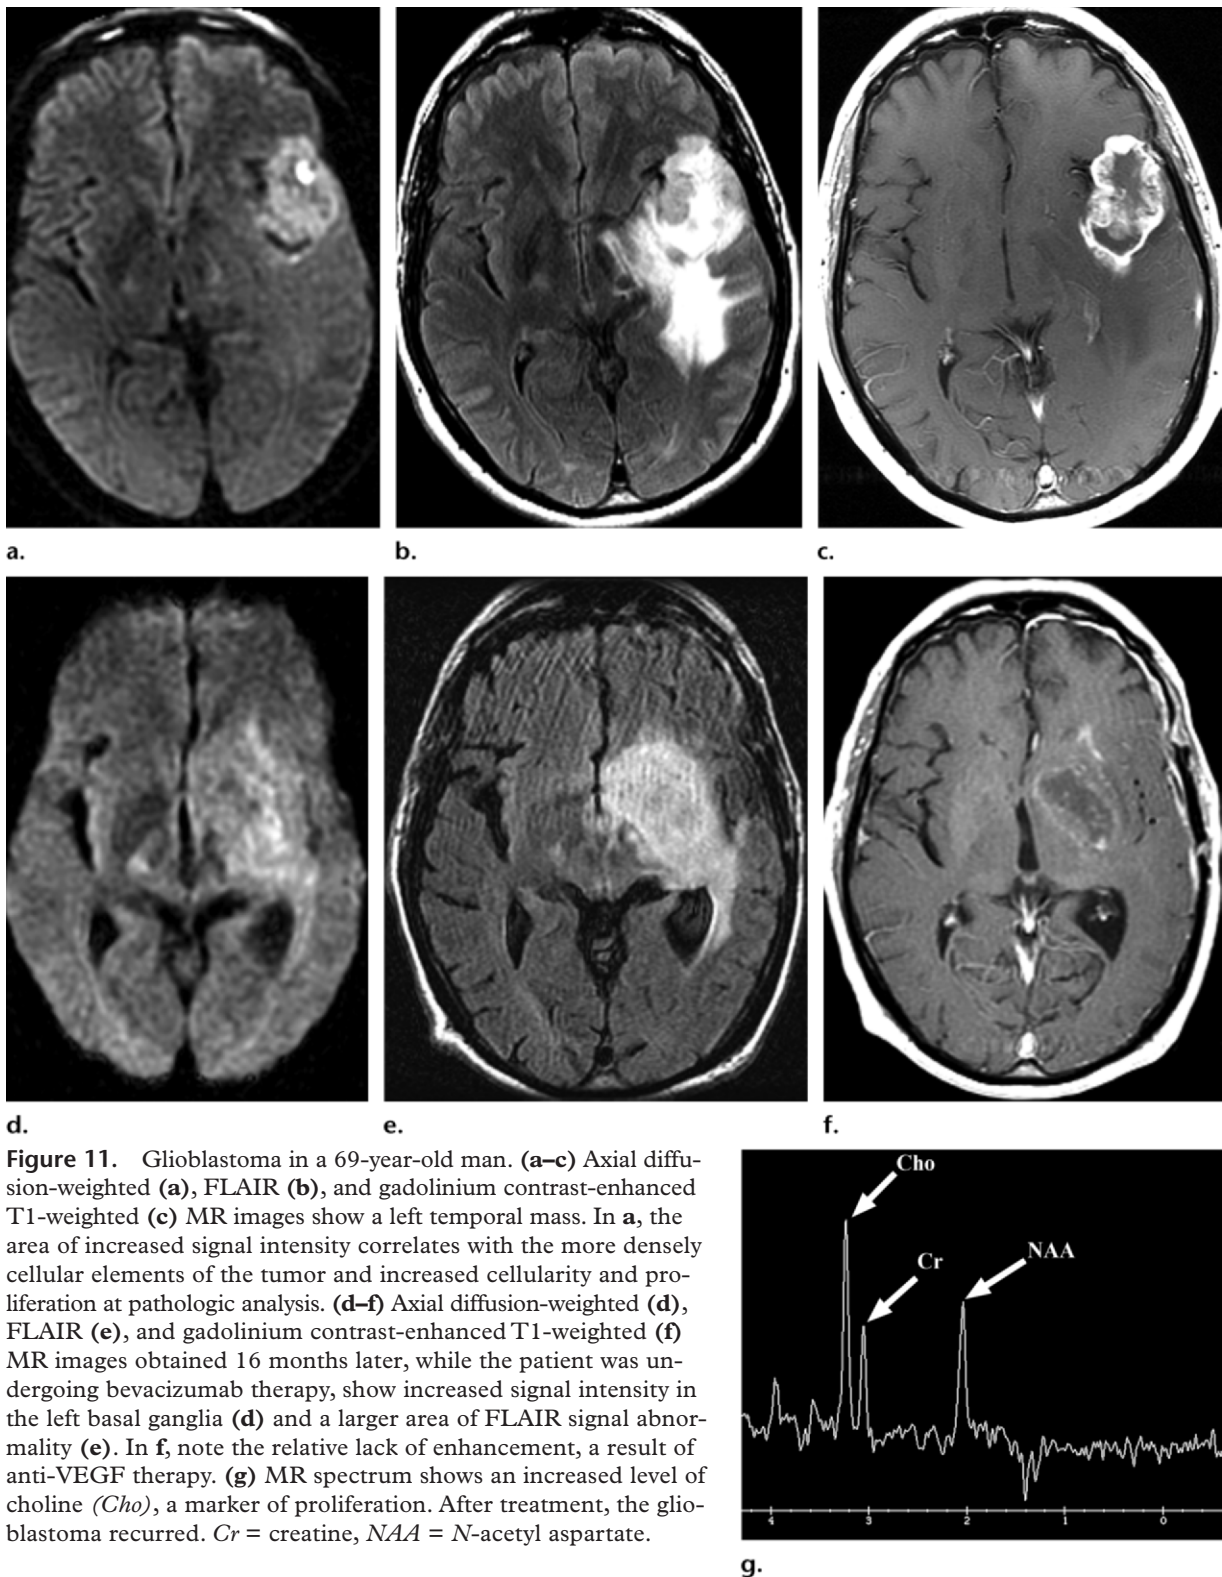 a.
b.
c.
d.
e.
f.
Figure 11. Glioblastoma in a 69-year-old man. (a–c) Axial diffu-
sion-weighted (a), FLAIR (b), and gadolinium contrast-enhanced
T1-weighted (c) MR images show a left temporal mass. In a, the
area of increased signal intensity correlates with the more densely
cellular elements of the tumor and increased cellularity and pro-
liferation at pathologic analysis. (d–f) Axial diffusion-weighted (d),
FLAIR (e), and gadolinium contrast-enhanced T1-weighted (f)
MR images obtained 16 months later, while the patient was un-
dergoing bevacizumab therapy, show increased signal intensity in
the left basal ganglia (d) and a larger area of FLAIR signal abnor-
mality (e). In f, note the relative lack of enhancement, a result of
anti-VEGF therapy. (g) MR spectrum shows an increased level of
choline (Cho), a marker of proliferation. After treatment, the glio-
blastoma recurred. Cr = creatine, NAA = N-acetyl aspartate.
Cho
Cr
NAA
4 3 2 1 0
g.